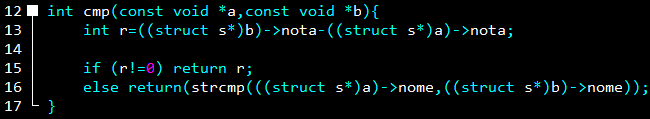 12 int cmp(const void *a,const void *b){
13     int r=((struct s*)b)->nota-((struct s*)a)->nota;
14
15     if (r!=0) return r;
16     else return(strcmp(((struct s*)a)->nome,((struct s*)b)->nome));
17 }